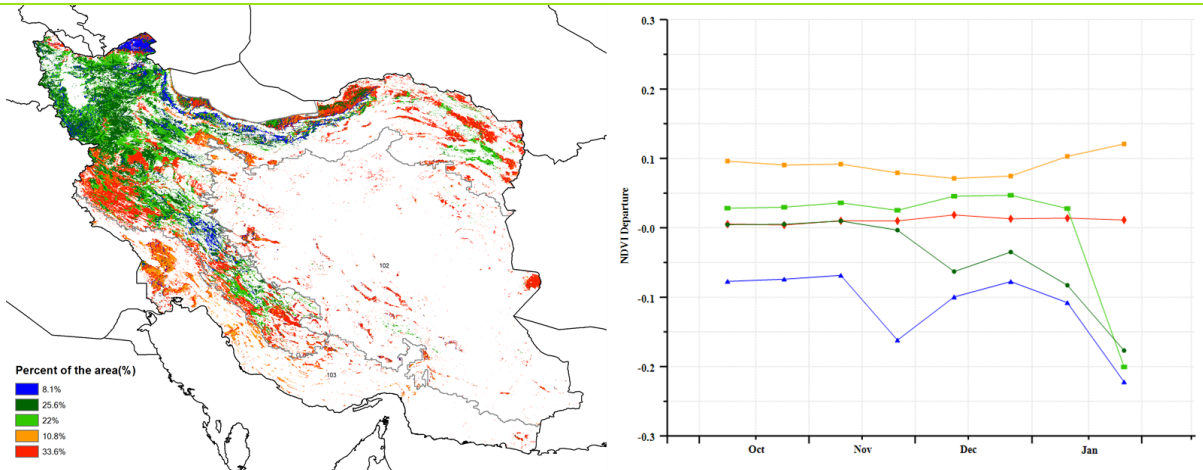 102
103
Percent of the area(%)
8.1%
25.6%
22%
10.8%
33.6%
NDVI Departure
0.3
0.2
0.1
-0.0
-0.1
-0.2
-0.3
Oct
Nov
Dec
Jan